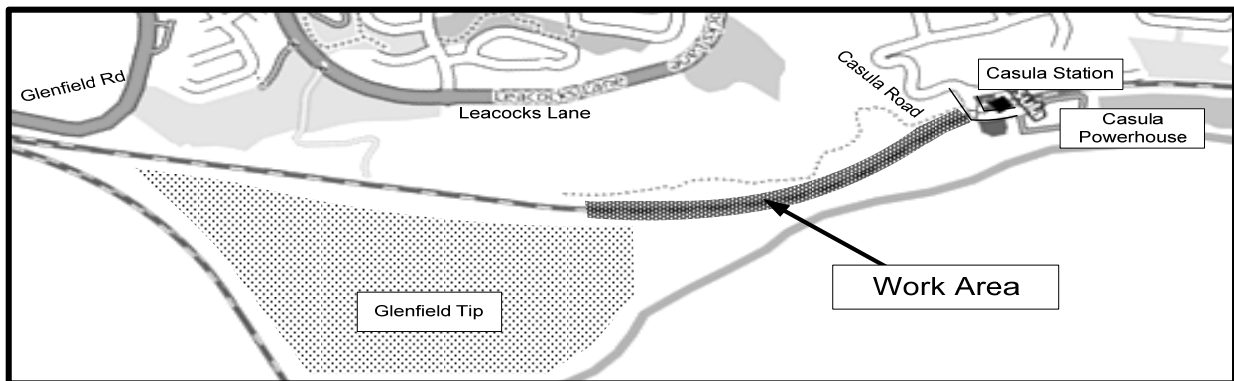 Glenfield Rd
Leacocks Lane
Leacocks Lane
Casula Road
Casula Station
Casula
Powerhouse
Work Area
Glenfield Tip